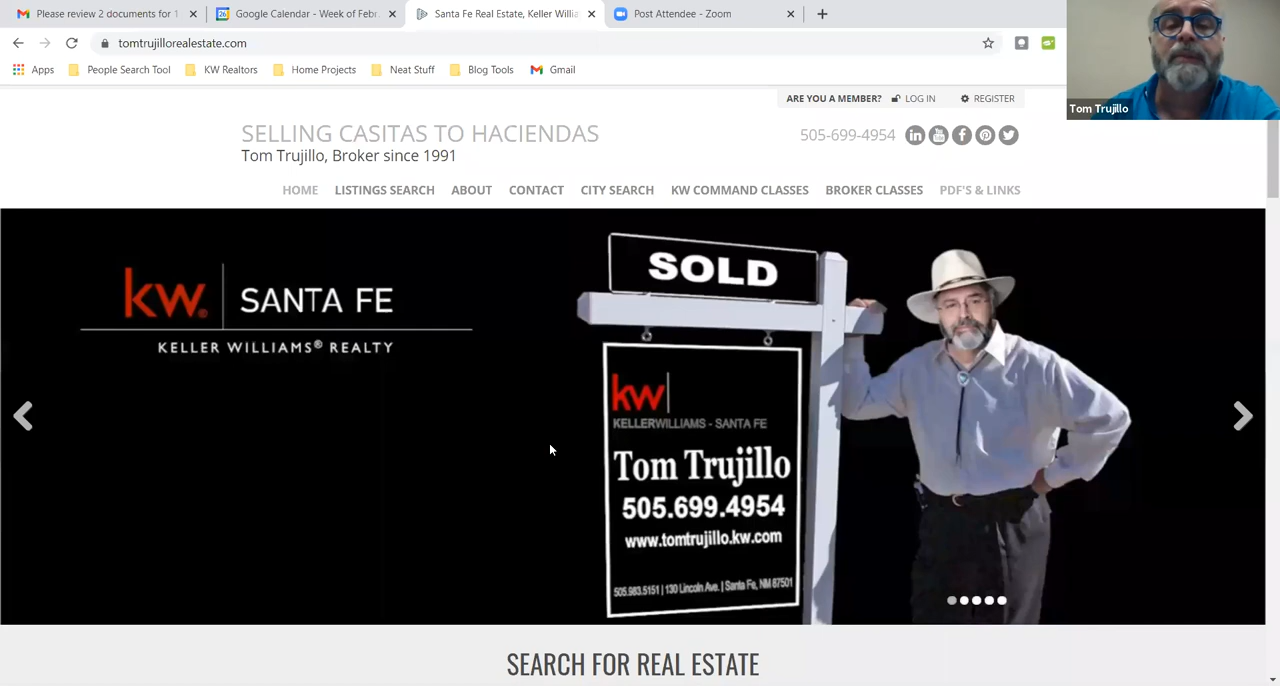 Please review 2 documents for 1
Google Calendar - Week of Febr
Santa Fe Real Estate, Keller Willia
Post Attendee - Zoom
tomtrujillorealestate.com
Apps
People Search Tool
KW Realtors
Home Projects
Neat Stuff
Blog Tools
Gmail
Tom Trujillo
ARE YOU A MEMBER? LOG IN REGISTER
SELLING CASITAS TO HACIENDAS
505-699-4954
Tom Trujillo, Broker since 1991
HOME LISTINGS SEARCH ABOUT CONTACT CITY SEARCH KW COMMAND CLASSES BROKER CLASSES PDF'S & LINKS
kw. SANTA FE
KELLER WILLIAMS® REALTY
SOLD
kw
KELLERWILLIAMS - SANTA FE
Tom Trujillo
505.699.4954
www.tomtrujillo.kw.com
505.983.5151 | 130 Lincoln Ave. | Santa Fe, NM 87501
SEARCH FOR REAL ESTATE